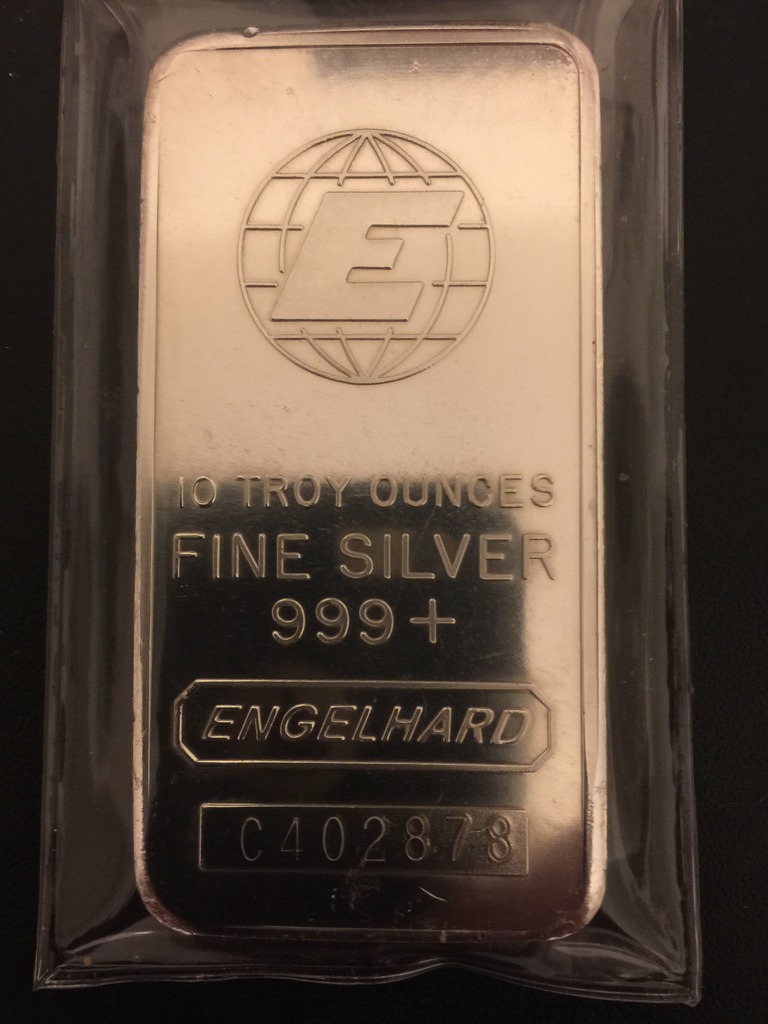 E
10 TROY OUNCES
FINE SILVER
999+
ENGELHARD
C402878